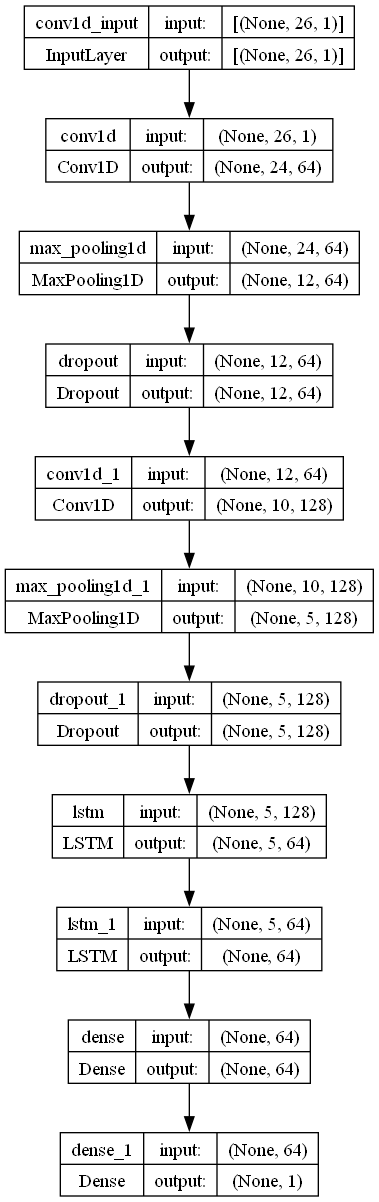 conv1d_input input: [(None, 26, 1)]
InputLayer output: [(None, 26, 1)]
conv1d input: (None, 26, 1)
Conv1D output: (None, 24, 64)
max_pooling1d input: (None, 24, 64)
MaxPooling1D output: (None, 12, 64)
dropout input: (None, 12, 64)
Dropout output: (None, 12, 64)
conv1d_1 input: (None, 12, 64)
Conv1D output: (None, 10, 128)
max_pooling1d_1 input: (None, 10, 128)
MaxPooling1D output: (None, 5, 128)
dropout_1 input: (None, 5, 128)
Dropout output: (None, 5, 128)
lstm input: (None, 5, 128)
LSTM output: (None, 5, 64)
lstm_1 input: (None, 5, 64)
LSTM output: (None, 64)
dense input: (None, 64)
Dense output: (None, 64)
dense_1 input: (None, 64)
Dense output: (None, 1)